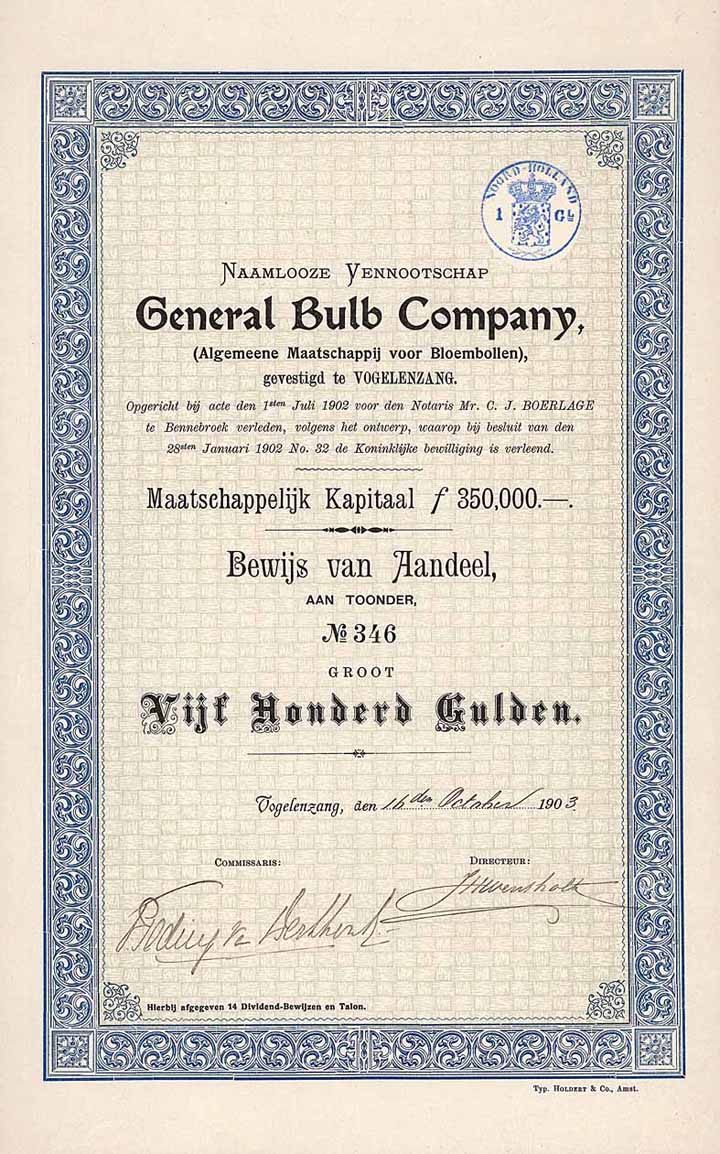 NOORD-HOLLAND
1 Gb
NAAMLOOZE VENNOOTSCHAP
General Bulb Company,
(Algemeene Maatschappij voor Bloembollen),
gevestigd te VOGELENZANG.
Opgericht bij acte den 1sten Juli 1902 voor den Notaris Mr. C. J. BOERLAGE
te Bennebroek verleden, volgens het ontwerp, waarop bij besluit van den
28sten Januari 1902 No. 32 de Koninklijke bewilliging is verleend.
Maatschappelijk Kapitaal f 350,000.—.
Bewijs van Aandeel,
AAN TOONDER,
№ 346
GROOT
Vijf Honderd Gulden.
Vogelenzang, den 16den October 1903
COMMISSARIS: DIRECTEUR:
Hierbij afgegeven 14 Dividend-Bewijzen en Talon.
Typ. HOLDERT & Co., Amst.